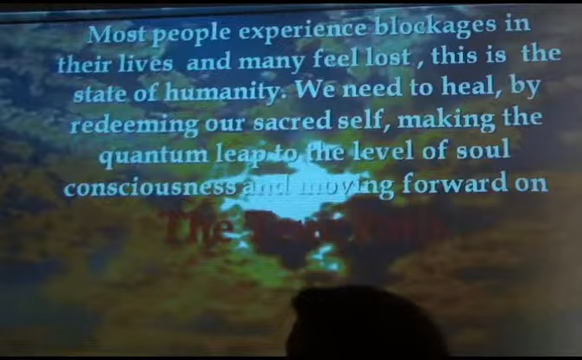 Most people experience blockages in
their lives and many feel lost , this is the
state of humanity. We need to heal, by
redeeming our sacred self, making the
quantum leap to the level of soul
consciousness and moving forward on
The